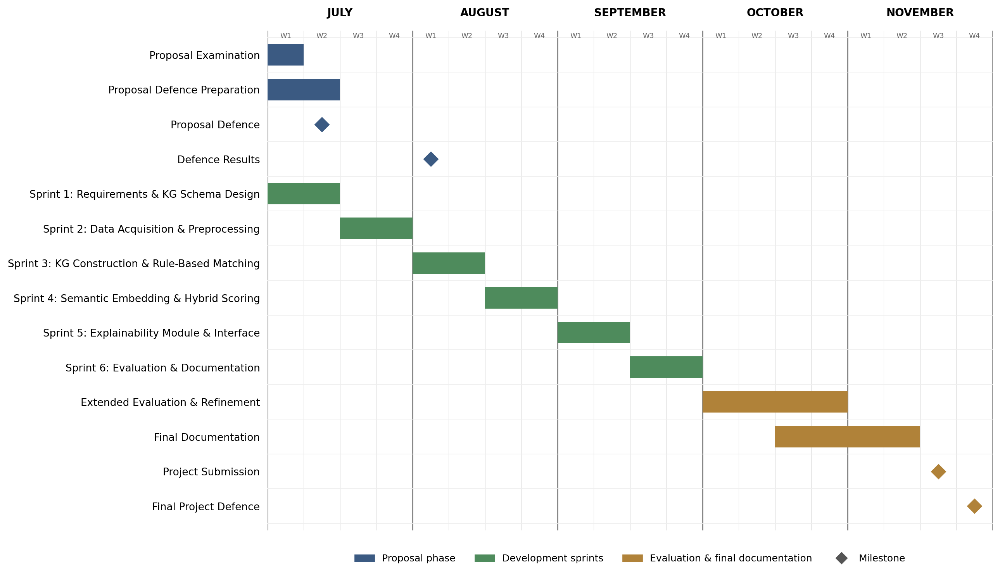 JULY AUGUST SEPTEMBER OCTOBER NOVEMBER
W1 W2 W3 W4 W1 W2 W3 W4 W1 W2 W3 W4 W1 W2 W3 W4 W1 W2 W3 W4
Proposal Examination
Proposal Defence Preparation
Proposal Defence
Defence Results
Sprint 1: Requirements & KG Schema Design
Sprint 2: Data Acquisition & Preprocessing
Sprint 3: KG Construction & Rule-Based Matching
Sprint 4: Semantic Embedding & Hybrid Scoring
Sprint 5: Explainability Module & Interface
Sprint 6: Evaluation & Documentation
Extended Evaluation & Refinement
Final Documentation
Project Submission
Final Project Defence
Proposal phase Development sprints Evaluation & final documentation Milestone